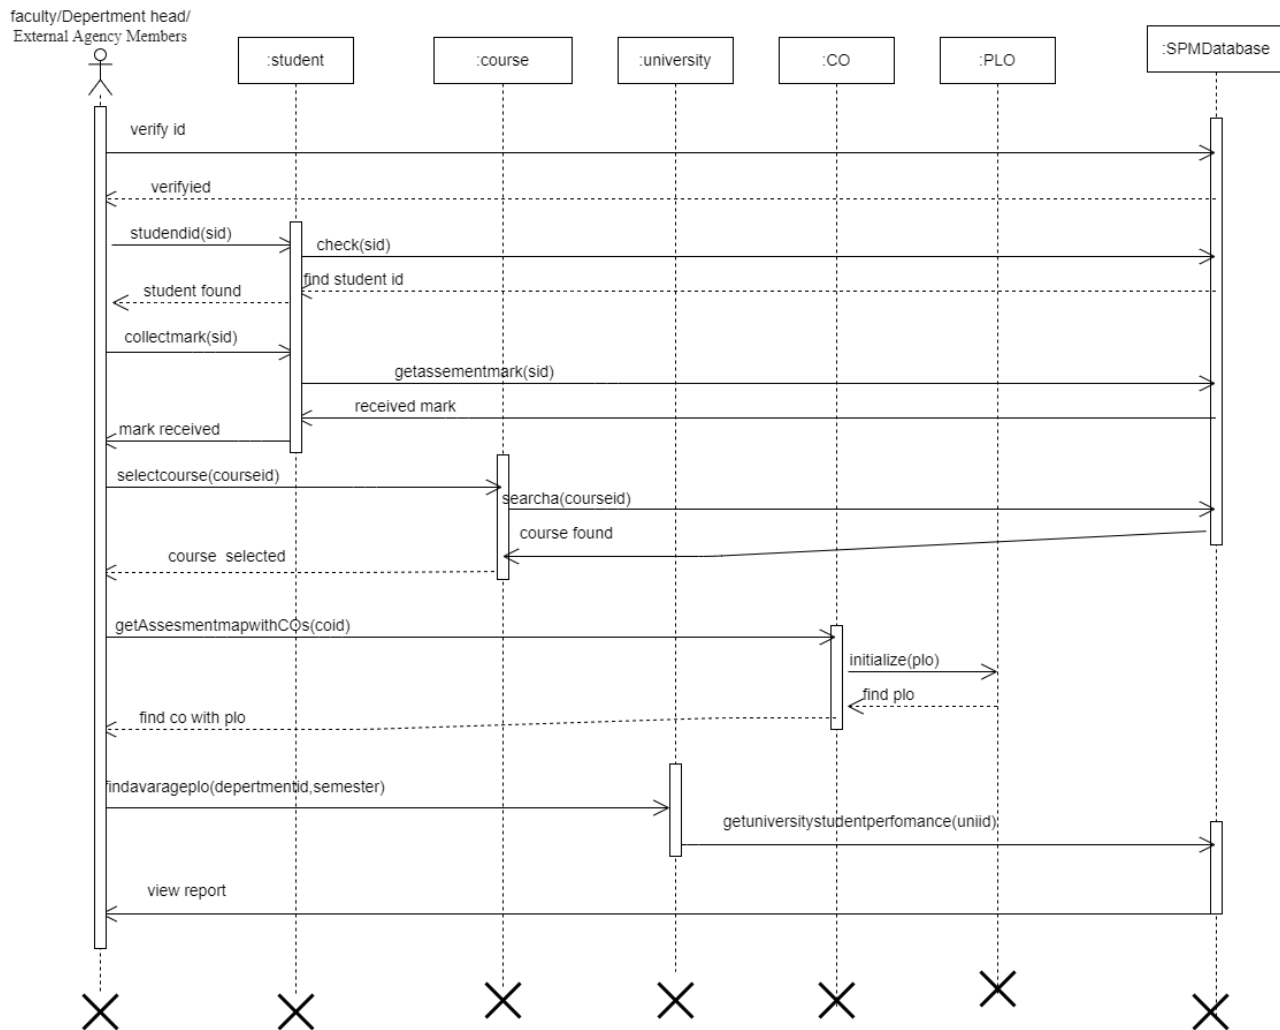 faculty/Depertment head/
External Agency Members
:student
:course
:university
:CO
:PLO
:SPMDatabase
verify id
verifyied
studendid(sid)
check(sid)
find student id
student found
collectmark(sid)
getassementmark(sid)
received mark
mark received
selectcourse(courseid)
searcha(courseid)
course found
course selected
getAssesmentmapwithCOs(coid)
initialize(plo)
find plo
find co with plo
findavarageplo(depertmentid,semester)
getuniversitystudentperfomance(uniid)
view report